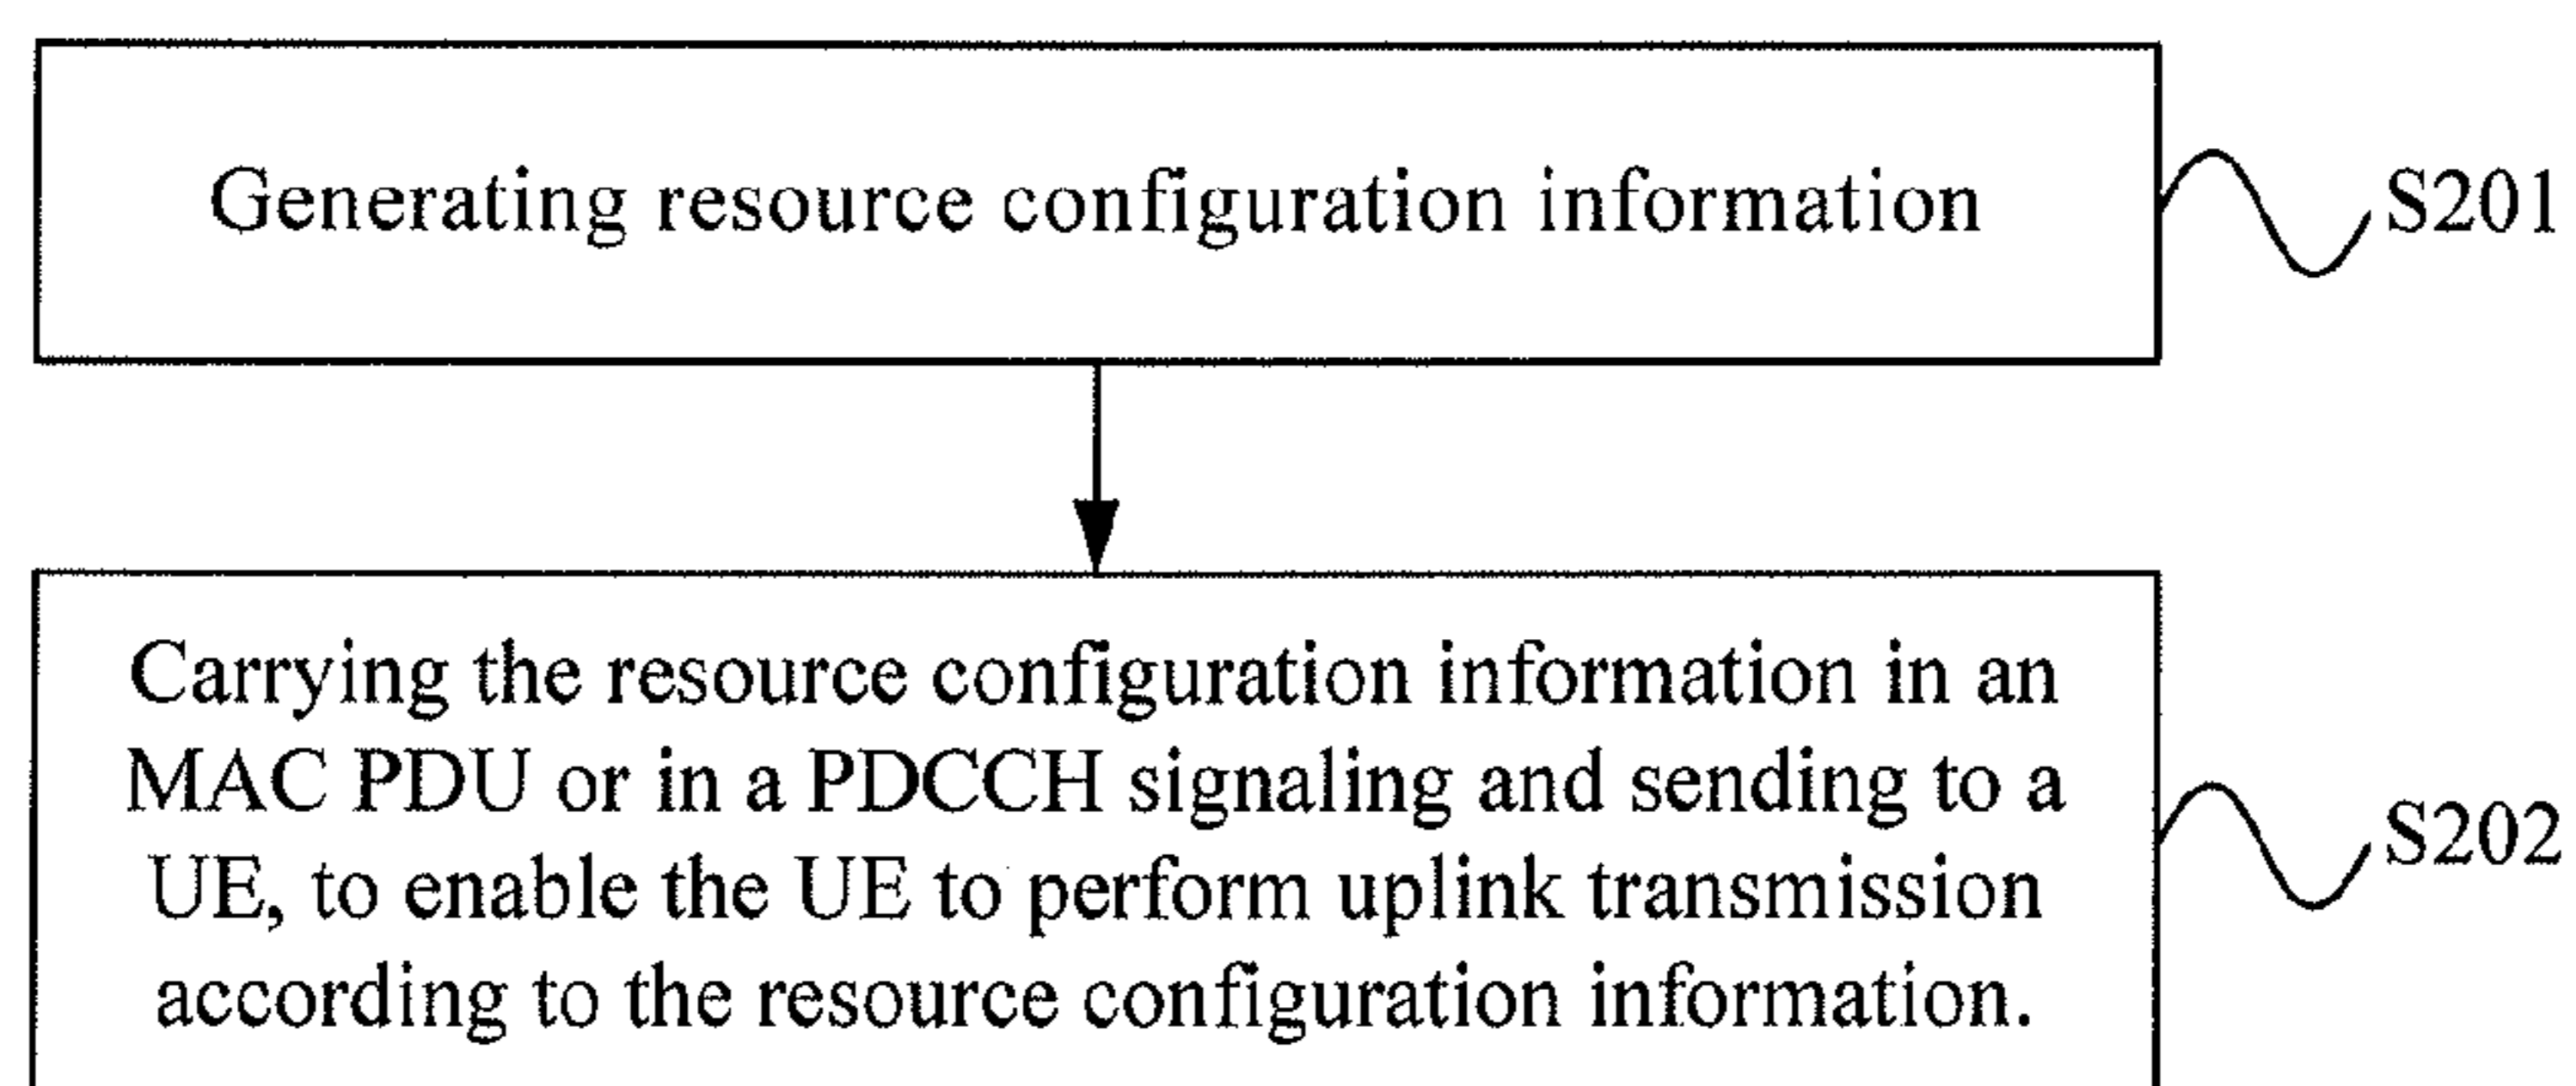 Generating resource configuration information
S201
Carrying the resource configuration information in an
MAC PDU or in a PDCCH signaling and sending to a
UE, to enable the UE to perform uplink transmission
according to the resource configuration information.
S202